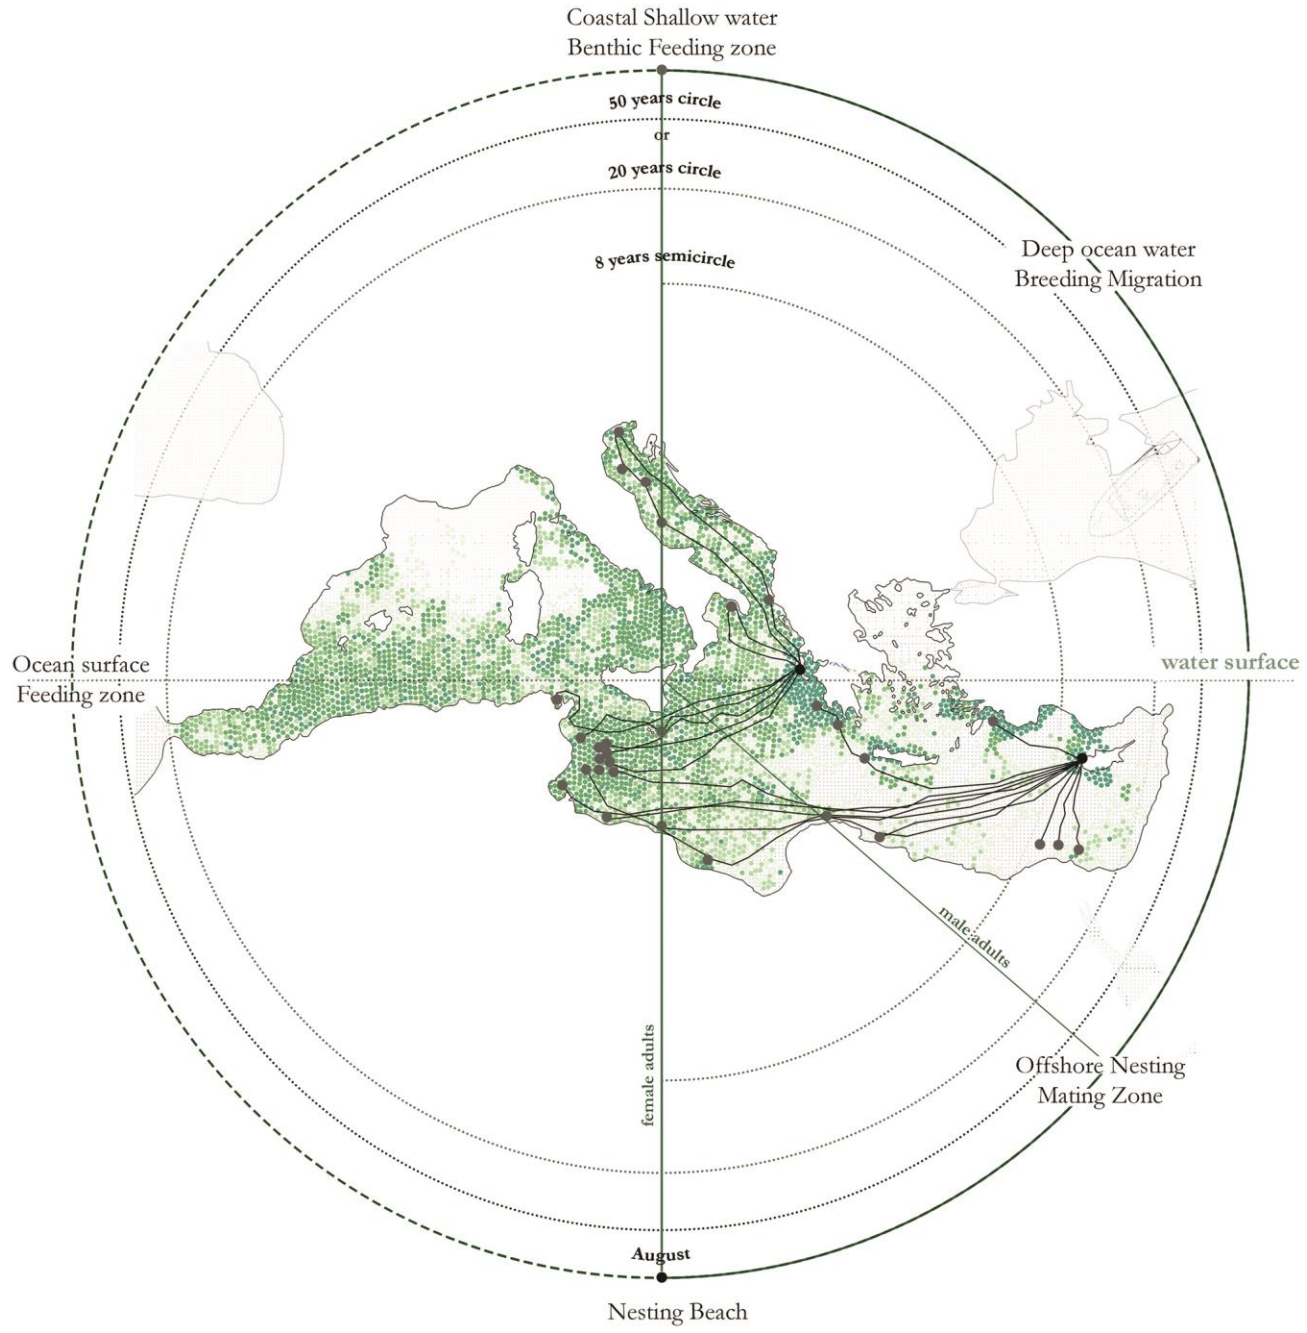 Coastal Shallow water
Benthic Feeding zone
50 years circle
or
20 years circle
8 years semicircle
Deep ocean water
Breeding Migration
Ocean surface
Feeding zone
water surface
male adults
female adults
Offshore Nesting
Mating Zone
August
Nesting Beach